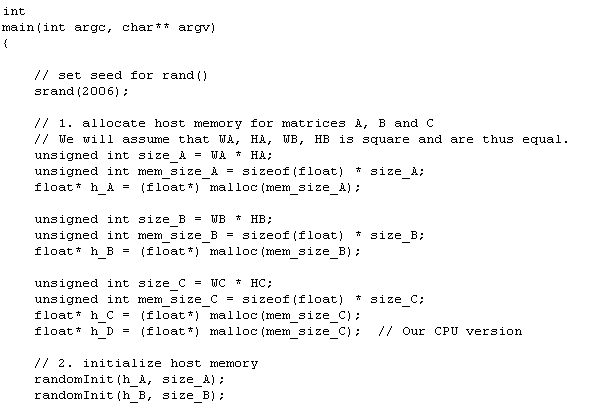 int
main(int argc, char** argv)
{
// set seed for rand()
srand(2006);
// 1. allocate host memory for matrices A, B and C
// We will assume that WA, HA, WB, HB is square and are thus equal.
unsigned int size_A = WA * HA;
unsigned int mem_size_A = sizeof(float) * size_A;
float* h_A = (float*) malloc(mem_size_A);
unsigned int size_B = WB * HB;
unsigned int mem_size_B = sizeof(float) * size_B;
float* h_B = (float*) malloc(mem_size_B);
unsigned int size_C = WC * HC;
unsigned int mem_size_C = sizeof(float) * size_C;
float* h_C = (float*) malloc(mem_size_C);
float* h_D = (float*) malloc(mem_size_C);  // Our CPU version
// 2. initialize host memory
randomInit(h_A, size_A);
randomInit(h_B, size_B);